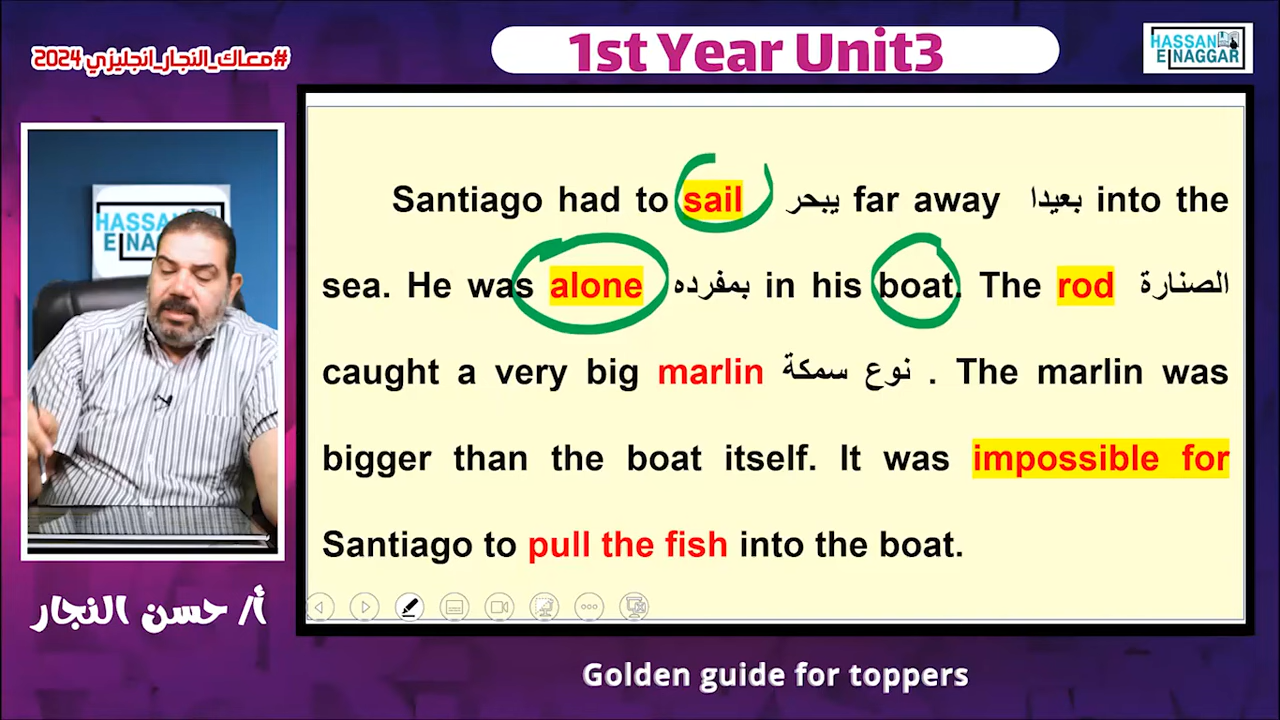 #معاك_النجار_انجليزي 2024
1st Year Unit3
HASSAN
ELNAGGAR
HASSAN
ELNA
Santiago had to sail يبحر far away بعيدا into the
sea. He was alone بمفرده in his boat. The rod الصنارة
caught a very big marlin نوع سمكة . The marlin was
bigger than the boat itself. It was impossible for
Santiago to pull the fish into the boat.
أ/ حسن النجار
Golden guide for toppers